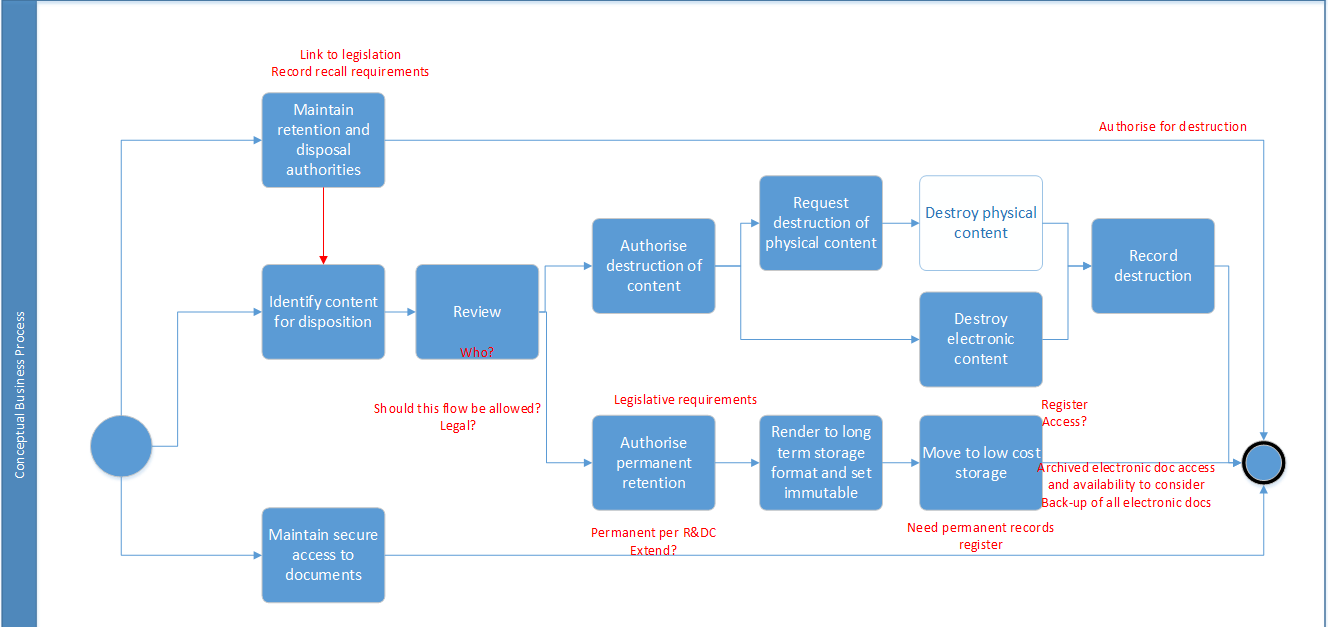 Conceptual Business Process
Link to legislation
Record recall requirements
Maintain
retention and
disposal
authorities
Authorise for destruction
Identify content
for disposition
Review
Who?
Should this flow be allowed?
Legal?
Authorise
destruction of
content
Request
destruction of
physical content
Destroy physical
content
Destroy
electronic
content
Record
destruction
Legislative requirements
Authorise
permanent
retention
Permanent per R&DC
Extend?
Render to long
term storage
format and set
immutable
Move to low cost
storage
Register
Access?
Archived electronic doc access
and availability to consider
Back-up of all electronic docs
Need permanent records
register
Maintain secure
access to
documents